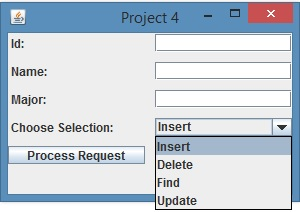 Project 4
Id:
Name:
Major:
Choose Selection: Insert
Insert
Process Request
Delete
Find
Update